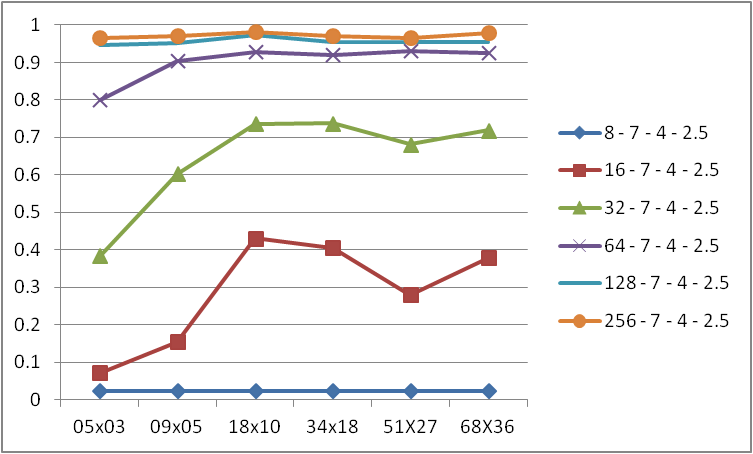 1
0.9
0.8
0.7
0.6
0.5
0.4
0.3
0.2
0.1
0
05x03 09x05 18x10 34x18 51X27 68X36
8 - 7 - 4 - 2.5
16 - 7 - 4 - 2.5
32 - 7 - 4 - 2.5
64 - 7 - 4 - 2.5
128 - 7 - 4 - 2.5
256 - 7 - 4 - 2.5